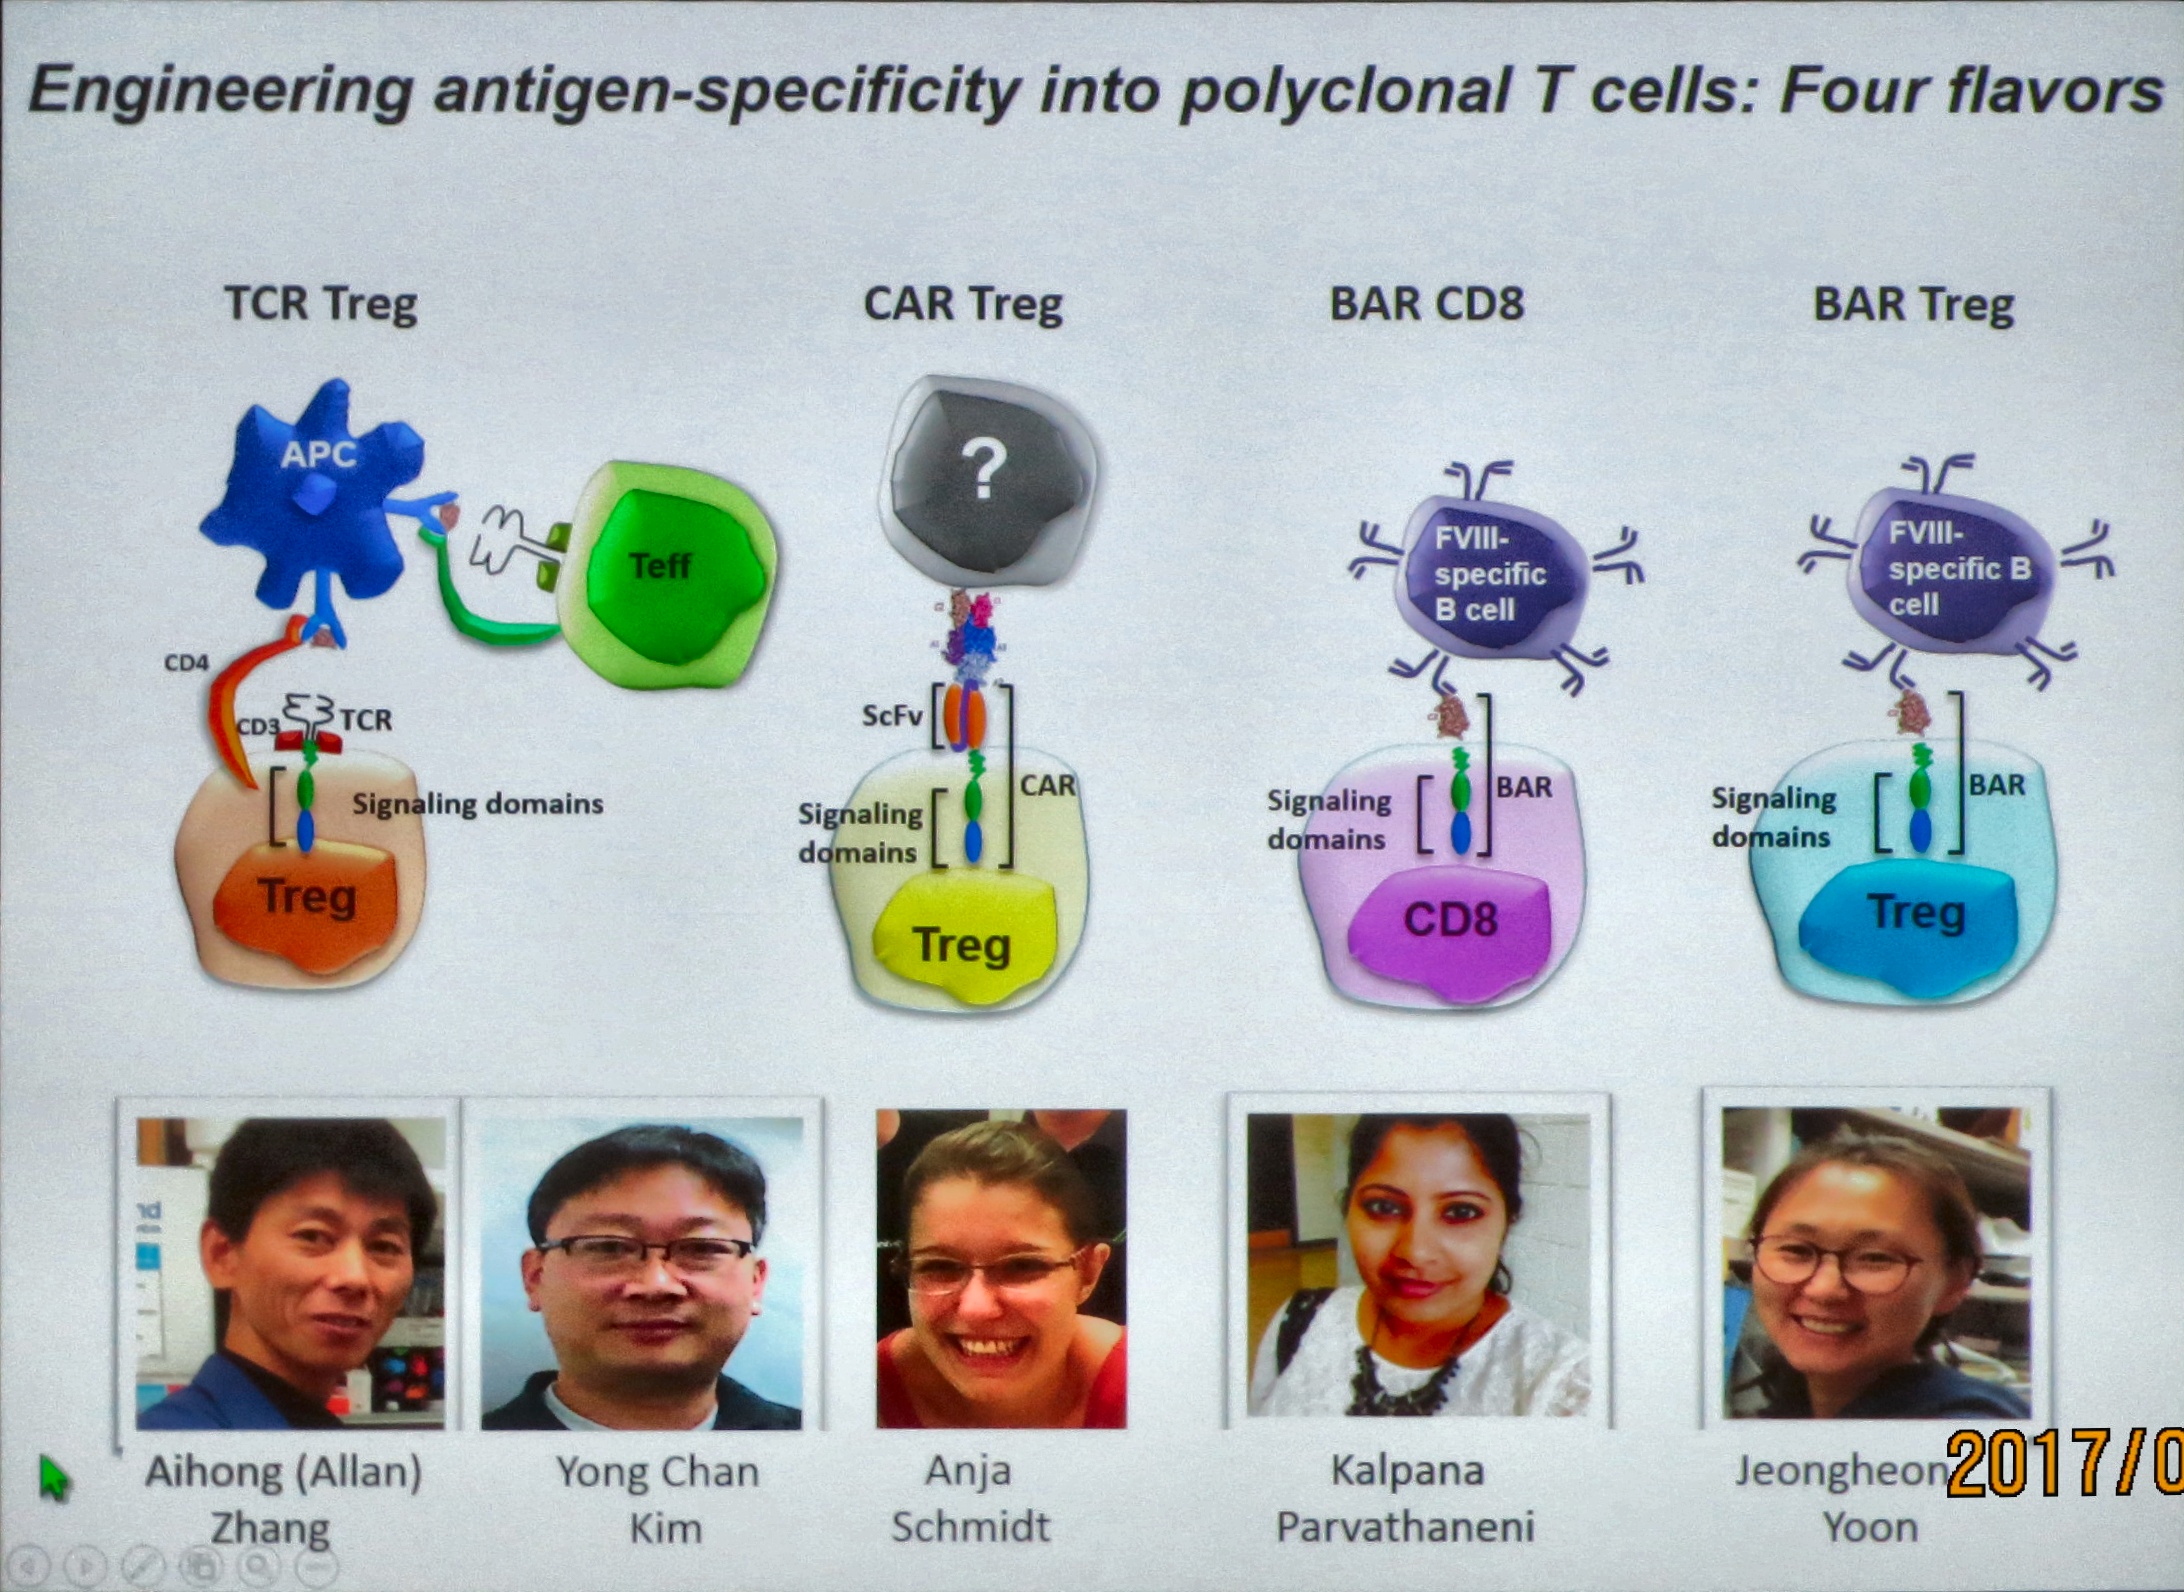 Engineering antigen-specificity into polyclonal T cells: Four flavors
TCR Treg
CAR Treg
BAR CD8
BAR Treg
APC
Teff
CD4
CD3
TCR
Signaling domains
Treg
?
ScFv
CAR
Signaling
domains
Treg
FVIII-
specific
B cell
Signaling
domains
BAR
CD8
FVIII-
specific B
cell
Signaling
domains
BAR
Treg
Aihong (Allan)
Zhang
Yong Chan
Kim
Anja
Schmidt
Kalpana
Parvathaneni
Jeongheon
Yoon
2017/0